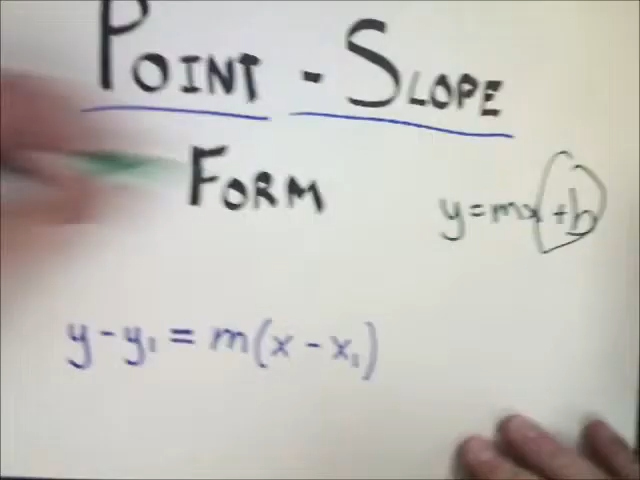 POINT - SLOPE
FORM
y = mx + b
y - y₁ = m(x - x₁)